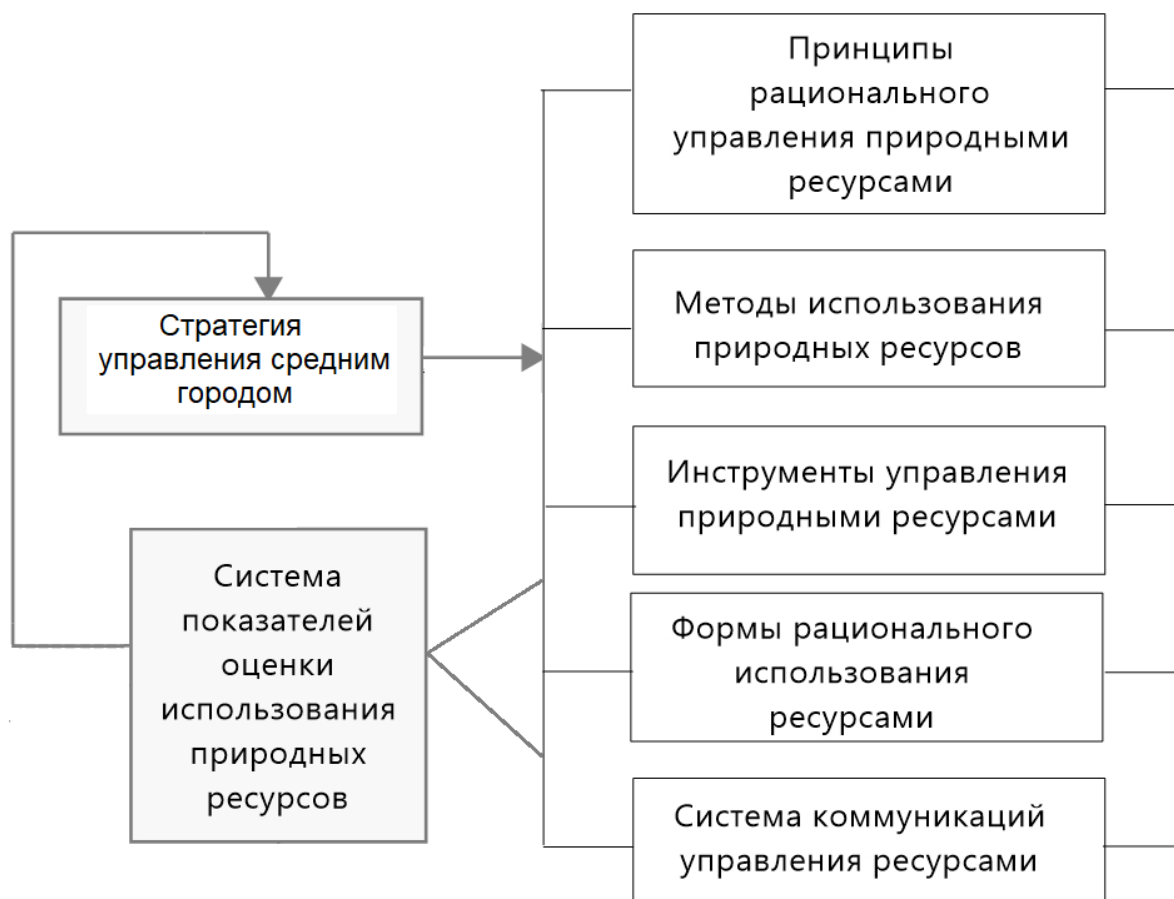 Принципы
рационального
управления природными
ресурсами
Стратегия
управления средним
городом
Методы использования
природных ресурсов
Инструменты управления
природными ресурсами
Система
показателей
оценки
использования
природных
ресурсов
Формы рационального
использования
ресурсами
Система коммуникаций
управления ресурсами